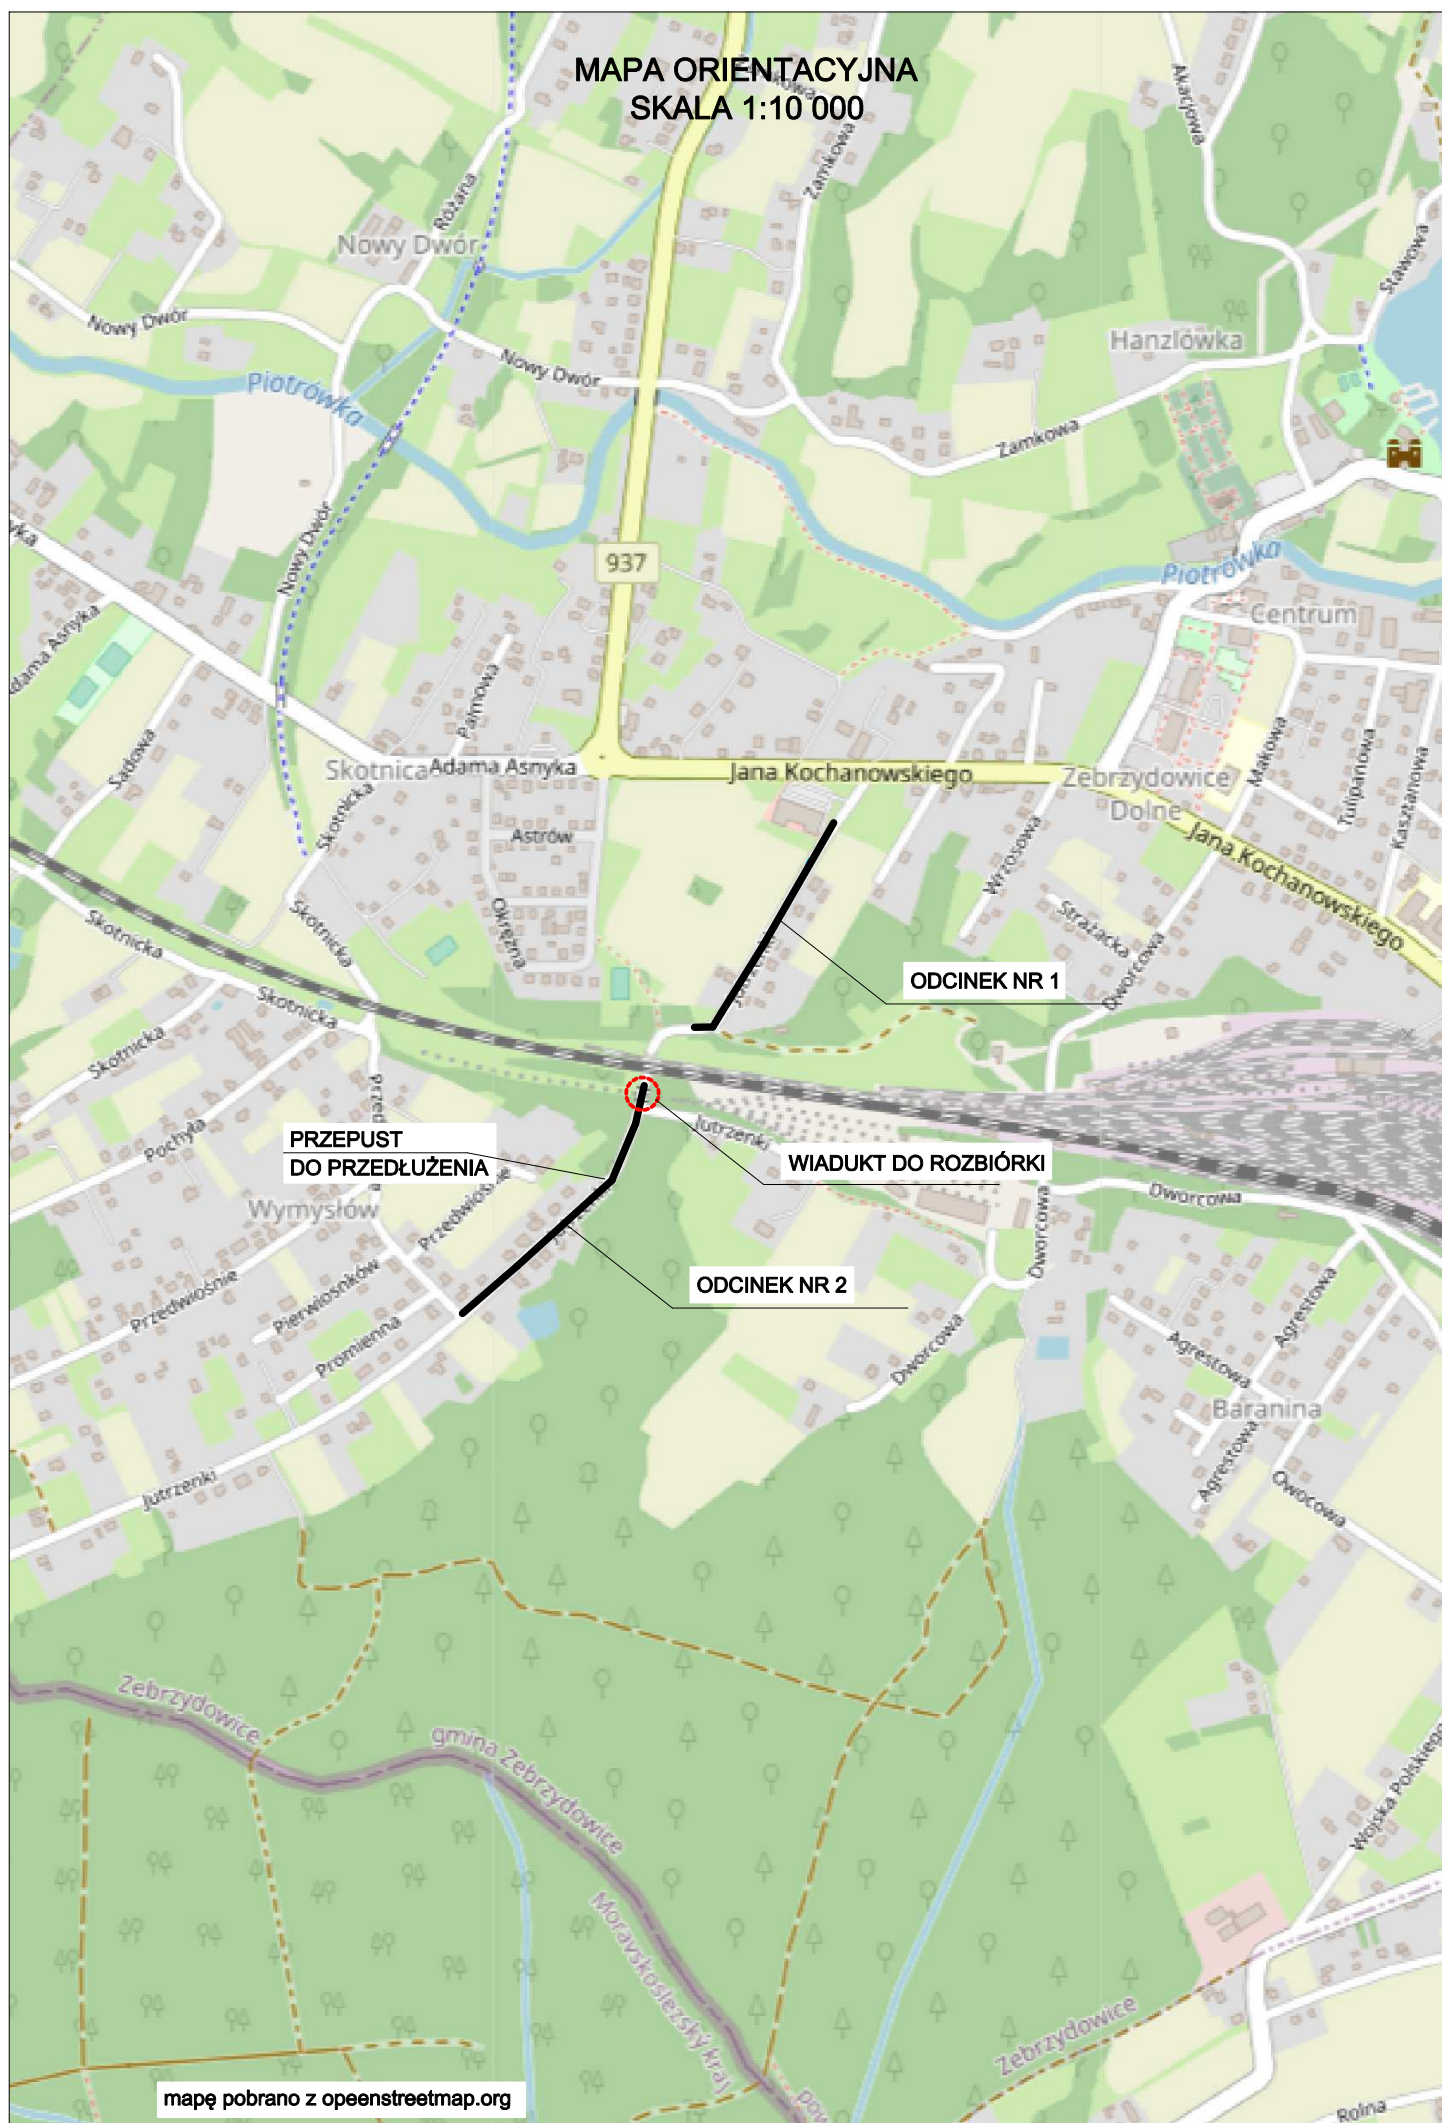 MAPA ORIENTACYJNA
SKALA 1:10 000
Akacjowa
Zamkowa
Różana
Nowy Dwór
Stawowa
Nowy Dwór
Hanzlówka
Nowy Dwór
Piotrówka
Zamkowa
Nowy Dwór
937
Piotrówka
Centrum
Adama Asnyka
Palmowa
Sadowa
Skotnica
Adama Asnyka
Jana Kochanowskiego
Zebrzydowice
Dolne
Makowa
Tulipanowa
Kasztanowa
Skotnicka
Astrów
Wrzosowa
Jana Kochanowskiego
Okrężna
Strażacka
Skotnicka
Skotnicka
Dworcowa
ODCINEK NR 1
Skotnicka
Skotnicka
Pochyła
PRZEPUST
DO PRZEDŁUŻENIA
Jutrzenki
WIADUKT DO ROZBIÓRKI
Wymysłów
Przedwiośnie
Dworcowa
Dworcowa
Przedwiośnie
Pierwiosnków
ODCINEK NR 2
Promienna
Dworcowa
Agrestowa
Agrestowa
Baranina
Agrestowa
Jutrzenki
Owocowa
Zebrzydowice
gmina Zebrzydowice
Wojska Polskiego
Moravskoslezský kraj
Zebrzydowice
mapę pobrano z opeenstreetmap.org
Rolna